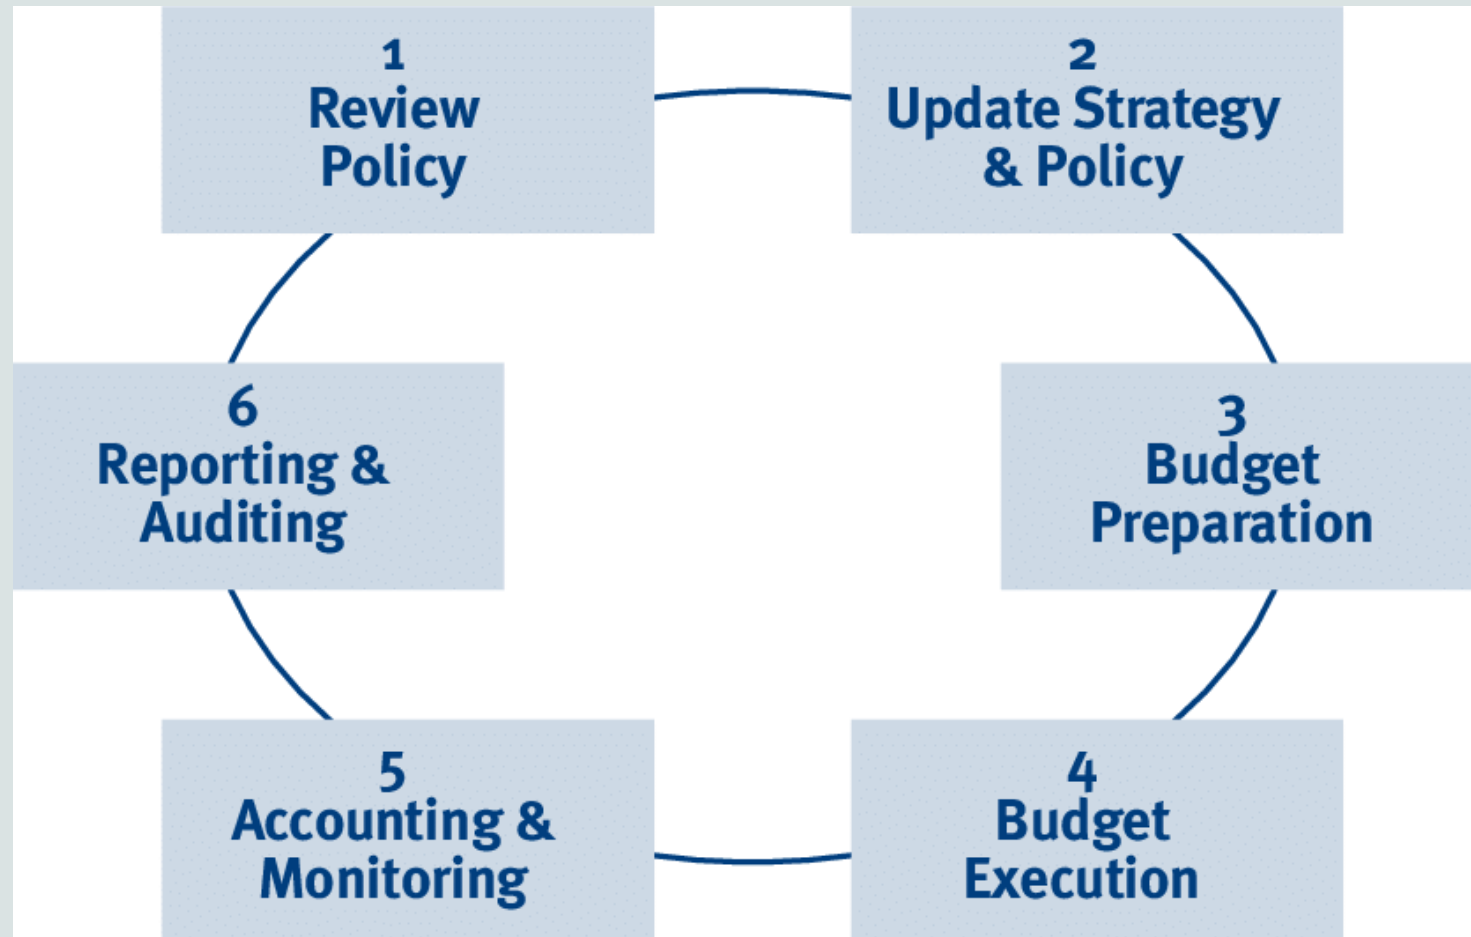 1
Review
Policy
2
Update Strategy
& Policy
3
Budget
Preparation
4
Budget
Execution
5
Accounting &
Monitoring
6
Reporting &
Auditing